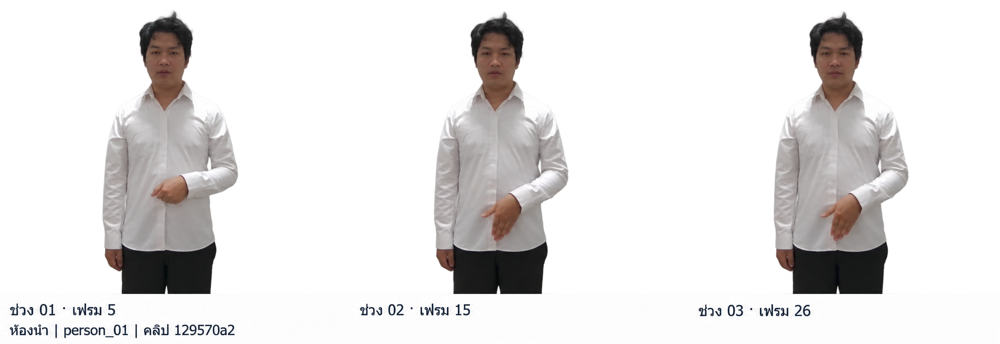 ช่วง 01 · เฟรม 5
ห้องนำ | person_01 | คลิป 129570a2
ช่วง 02 · เฟรม 15
ช่วง 03 · เฟรม 26